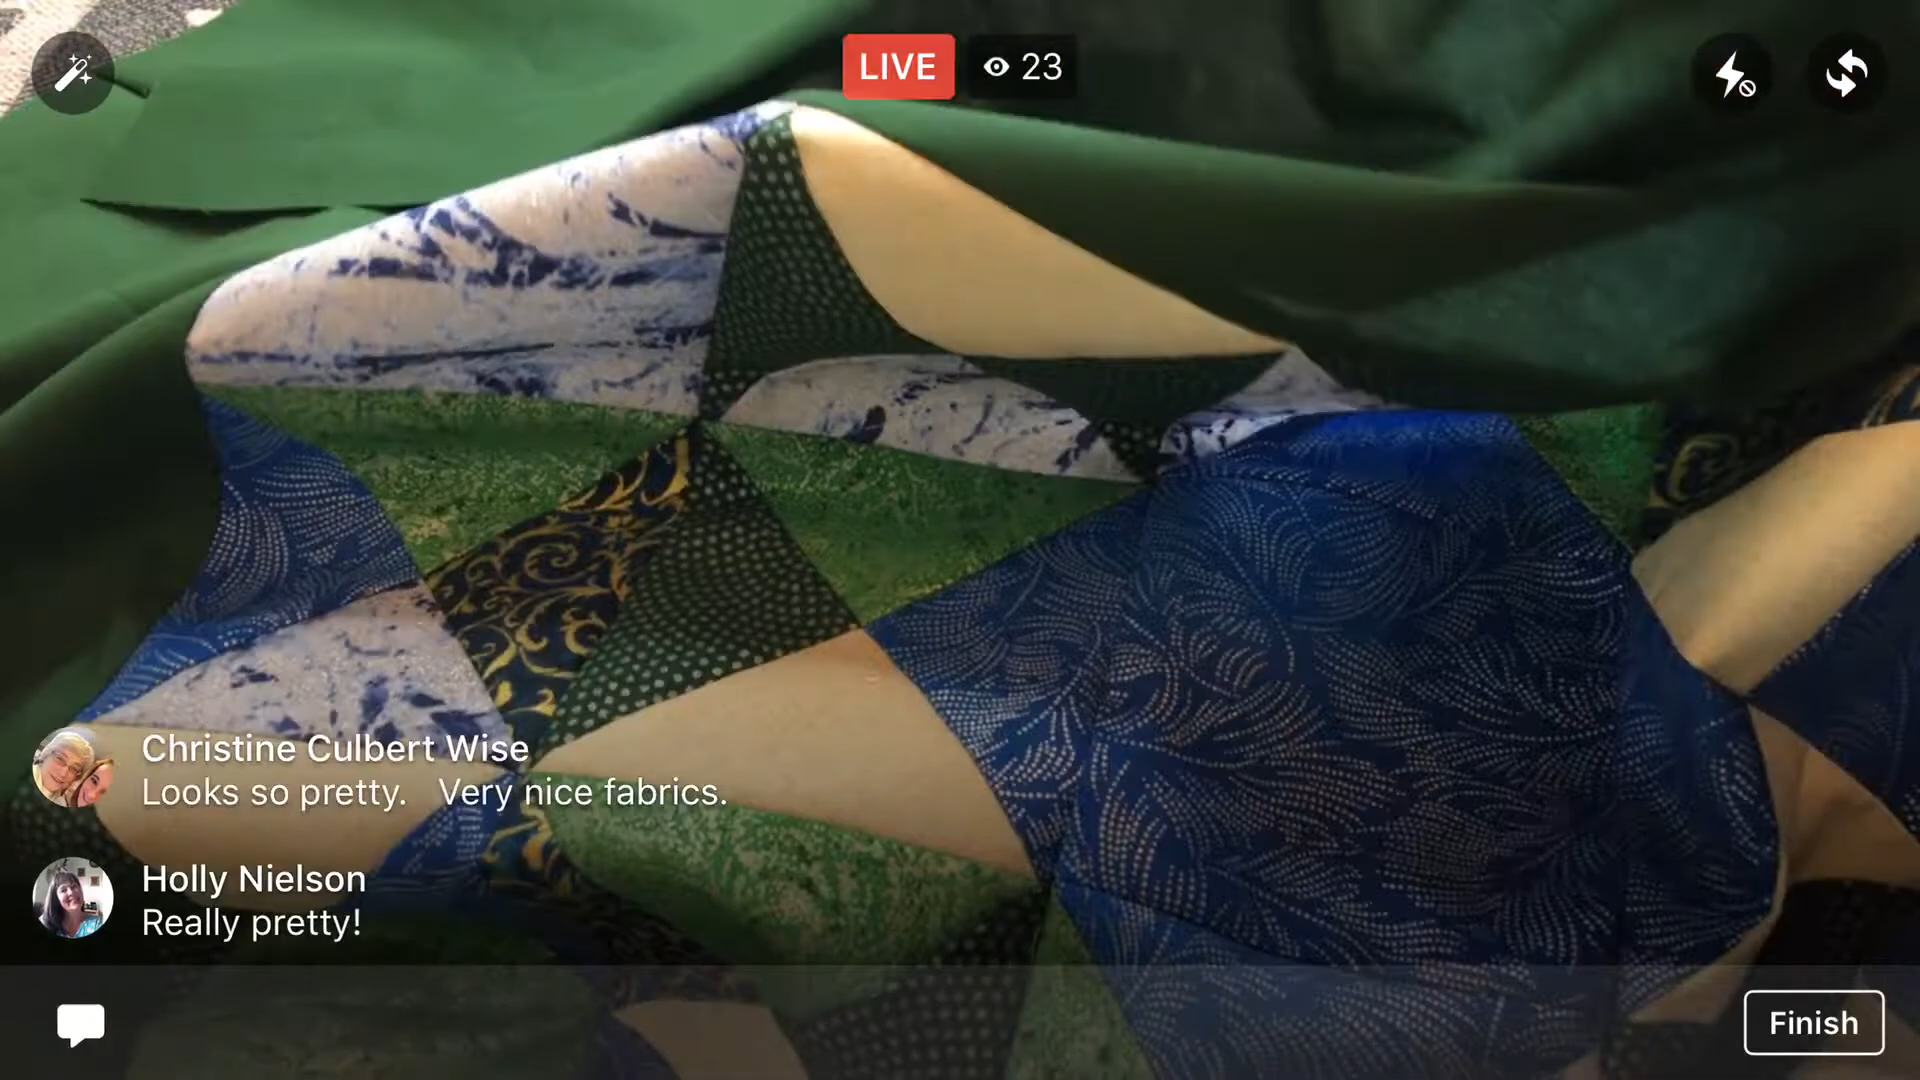 LIVE 23
Christine Culbert Wise
Looks so pretty. Very nice fabrics.
Holly Nielson
Really pretty!
Finish